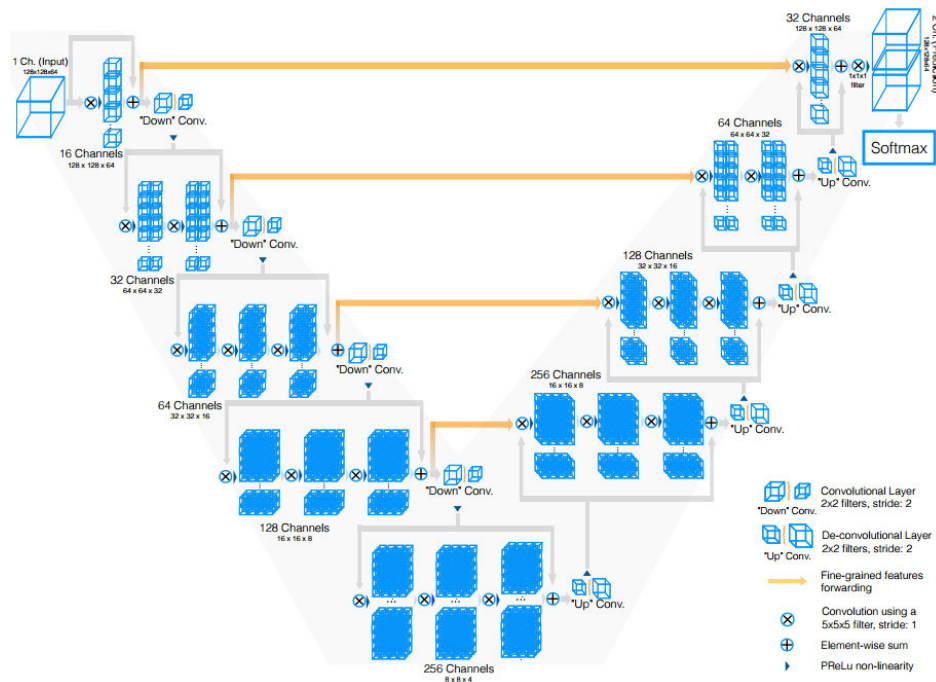 1 Ch. (Input)
128x128x64
"Down" Conv.
16 Channels
128 x 128 x 64
"Down" Conv.
32 Channels
64 x 64 x 32
"Down" Conv.
64 Channels
32 x 32 x 16
"Down" Conv.
128 Channels
16 x 16 x 8
256 Channels
8 x 8 x 4
"Up" Conv.
256 Channels
16 x 16 x 8
"Up" Conv.
128 Channels
32 x 32 x 16
"Up" Conv.
64 Channels
64 x 64 x 32
"Up" Conv.
32 Channels
128 x 128 x 64
1x1x1
filter
128x128x64
Softmax
"Down" Conv.
Convolutional Layer
2x2 filters, stride: 2
"Up" Conv.
De-convolutional Layer
2x2 filters, stride: 2
Fine-grained features
forwarding
Convolution using a
5x5x5 filter, stride: 1
Element-wise sum
PReLu non-linearity